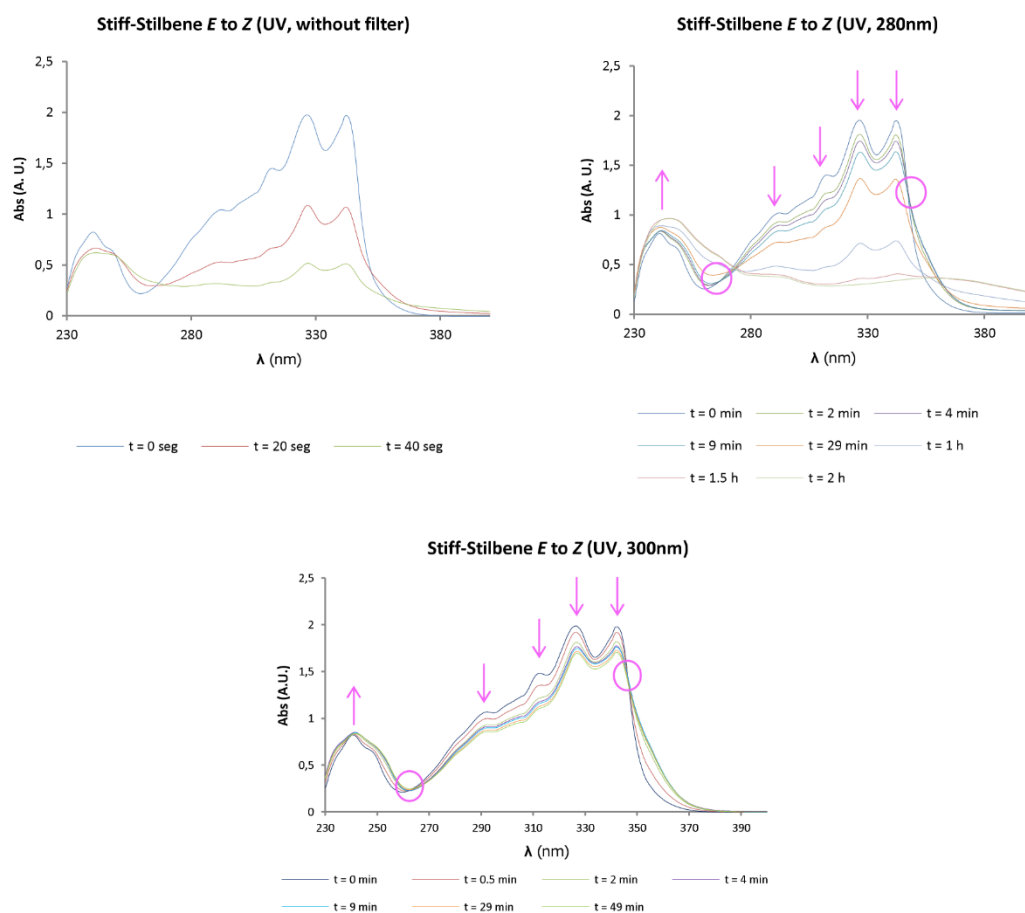 Stiff-Stilbene E to Z (UV, without filter)
Abs (A. U.)
2,5
2
1,5
1
0,5
0
230 280 330 380
λ (nm)
t = 0 seg t = 20 seg t = 40 seg
Stiff-Stilbene E to Z (UV, 280nm)
Abs (A. U.)
2,5
2
1,5
1
0,5
0
230 280 330 380
λ (nm)
t = 0 min t = 2 min t = 4 min
t = 9 min t = 29 min t = 1 h
t = 1.5 h t = 2 h
Stiff-Stilbene E to Z (UV, 300nm)
Abs (A.U.)
2,5
2
1,5
1
0,5
0
230 250 270 290 310 330 350 370 390
λ (nm)
t = 0 min t = 0.5 min t = 2 min t = 4 min
t = 9 min t = 29 min t = 49 min